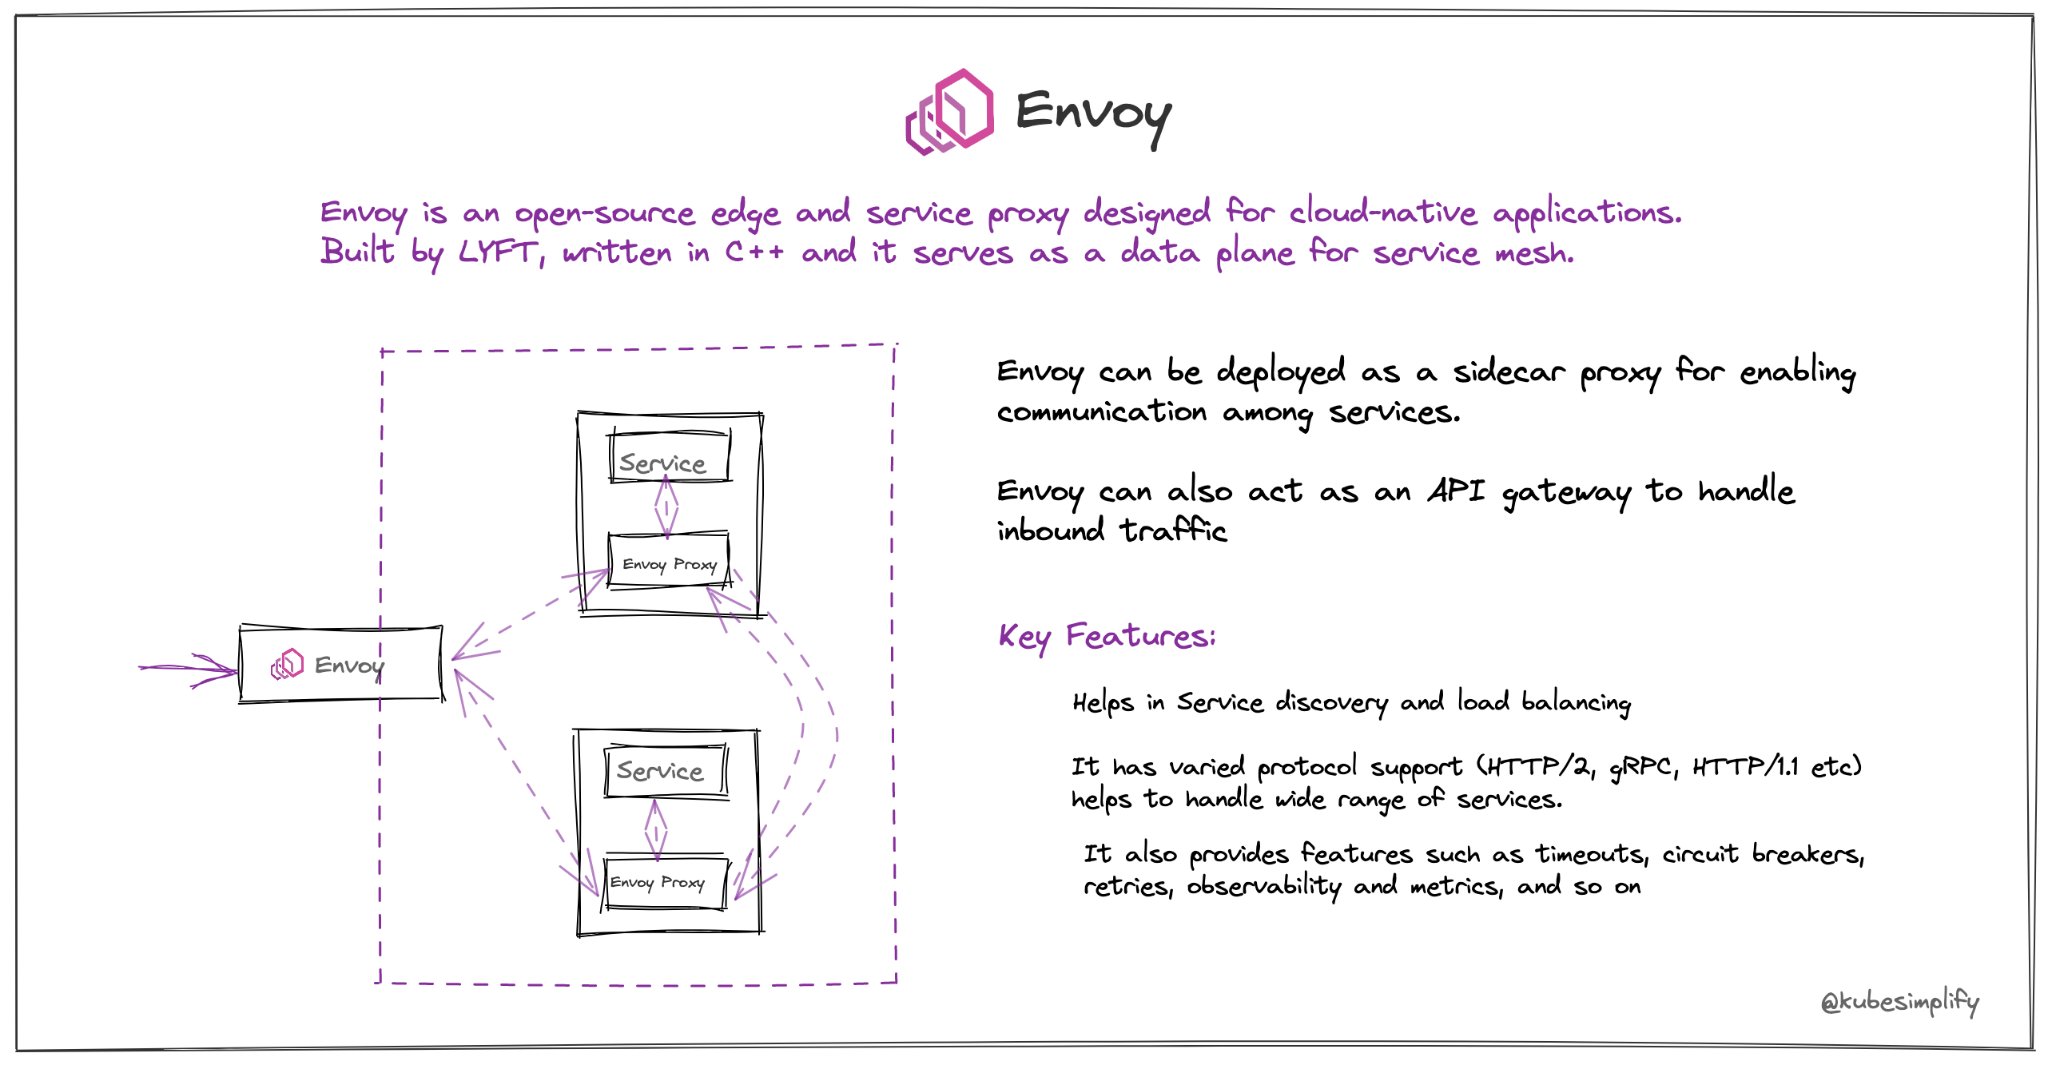 Envoy
Envoy is an open-source edge and service proxy designed for cloud-native applications.
Built by LYFT, written in C++ and it serves as a data plane for service mesh.
Service
Envoy Proxy
Envoy
Service
Envoy Proxy
Envoy can be deployed as a sidecar proxy for enabling
communication among services.
Envoy can also act as an API gateway to handle
inbound traffic
Key Features:
Helps in Service discovery and load balancing
It has varied protocol support (HTTP/2, gRPC, HTTP/1.1 etc)
helps to handle wide range of services.
It also provides features such as timeouts, circuit breakers,
retries, observability and metrics, and so on
@kubesimplify